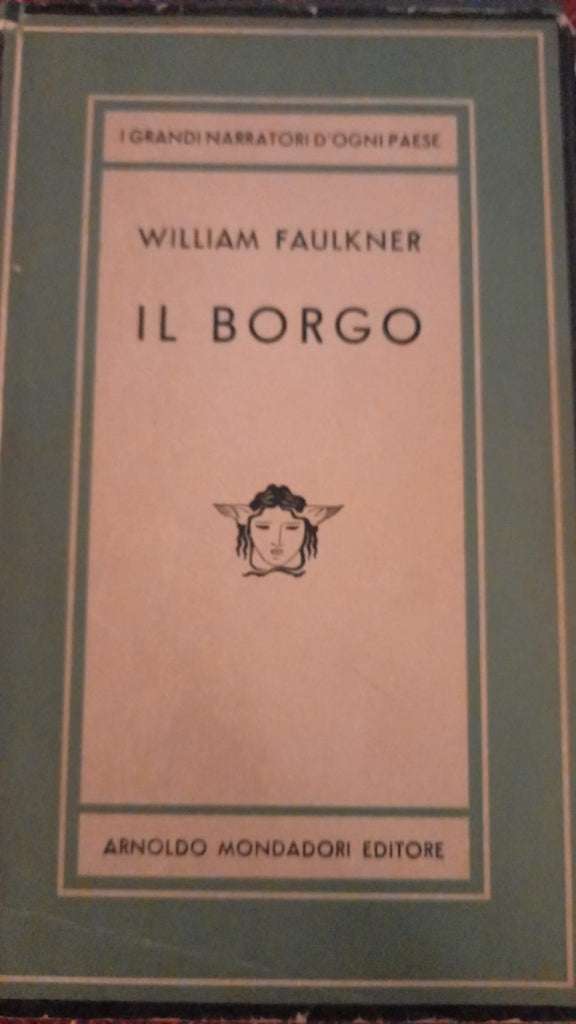 I GRANDI NARRATORI D'OGNI PAESE
WILLIAM FAULKNER
IL BORGO
ARNOLDO MONDADORI EDITORE